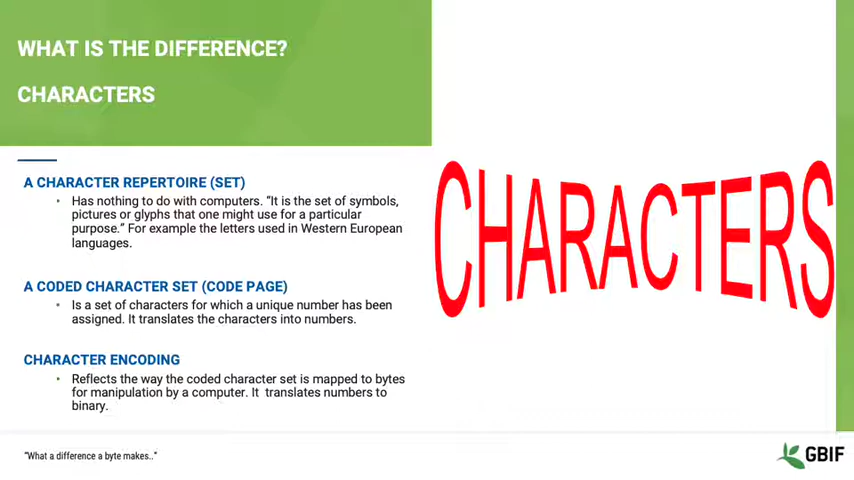 WHAT IS THE DIFFERENCE?
CHARACTERS
A CHARACTER REPERTOIRE (SET)
• Has nothing to do with computers. “It is the set of symbols,
pictures or glyphs that one might use for a particular
purpose.” For example the letters used in Western European
languages.
A CODED CHARACTER SET (CODE PAGE)
• Is a set of characters for which a unique number has been
assigned. It translates the characters into numbers.
CHARACTER ENCODING
• Reflects the way the coded character set is mapped to bytes
for manipulation by a computer. It translates numbers to
binary.
CHARACTERS
“What a difference a byte makes..”
GBIF